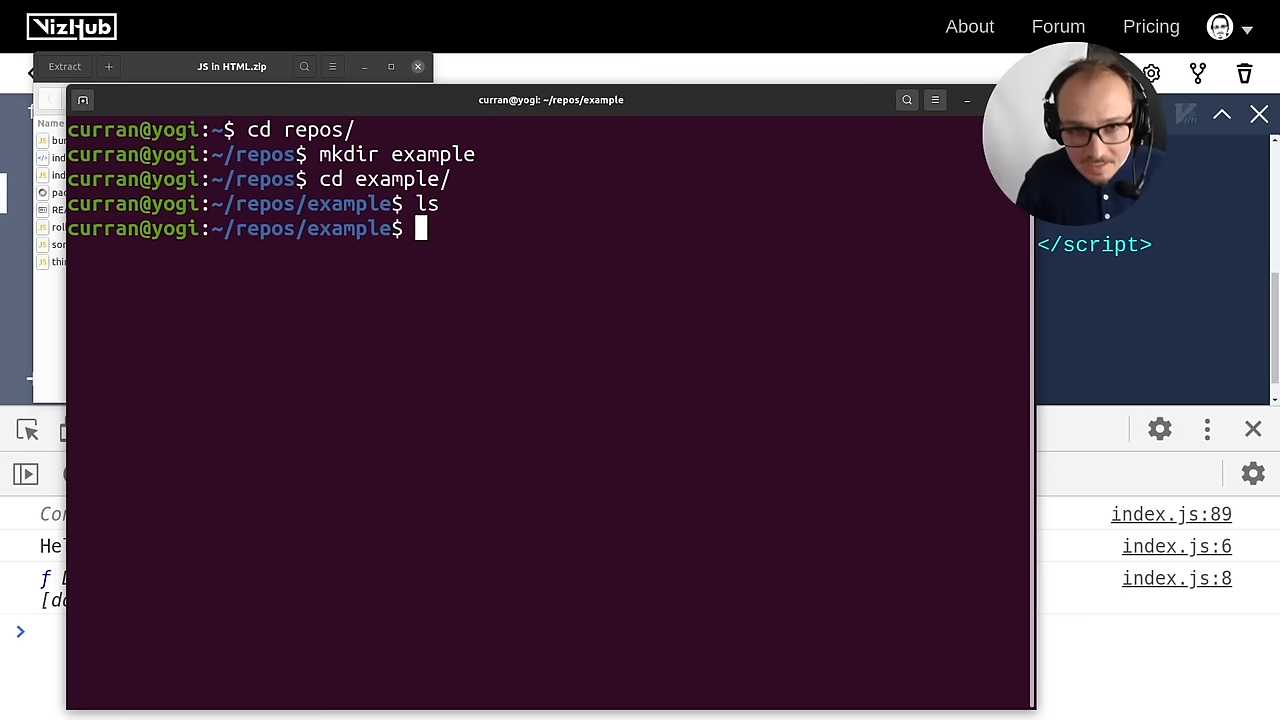 VizHub
About Forum Pricing
Extract
JS in HTML.zip
curran@yogi: ~/repos/example
Name
curran@yogi:~$ cd repos/
curran@yogi:~/repos$ mkdir example
curran@yogi:~/repos$ cd example/
curran@yogi:~/repos/example$ ls
curran@yogi:~/repos/example$
</script>
index.js:89
index.js:6
index.js:8